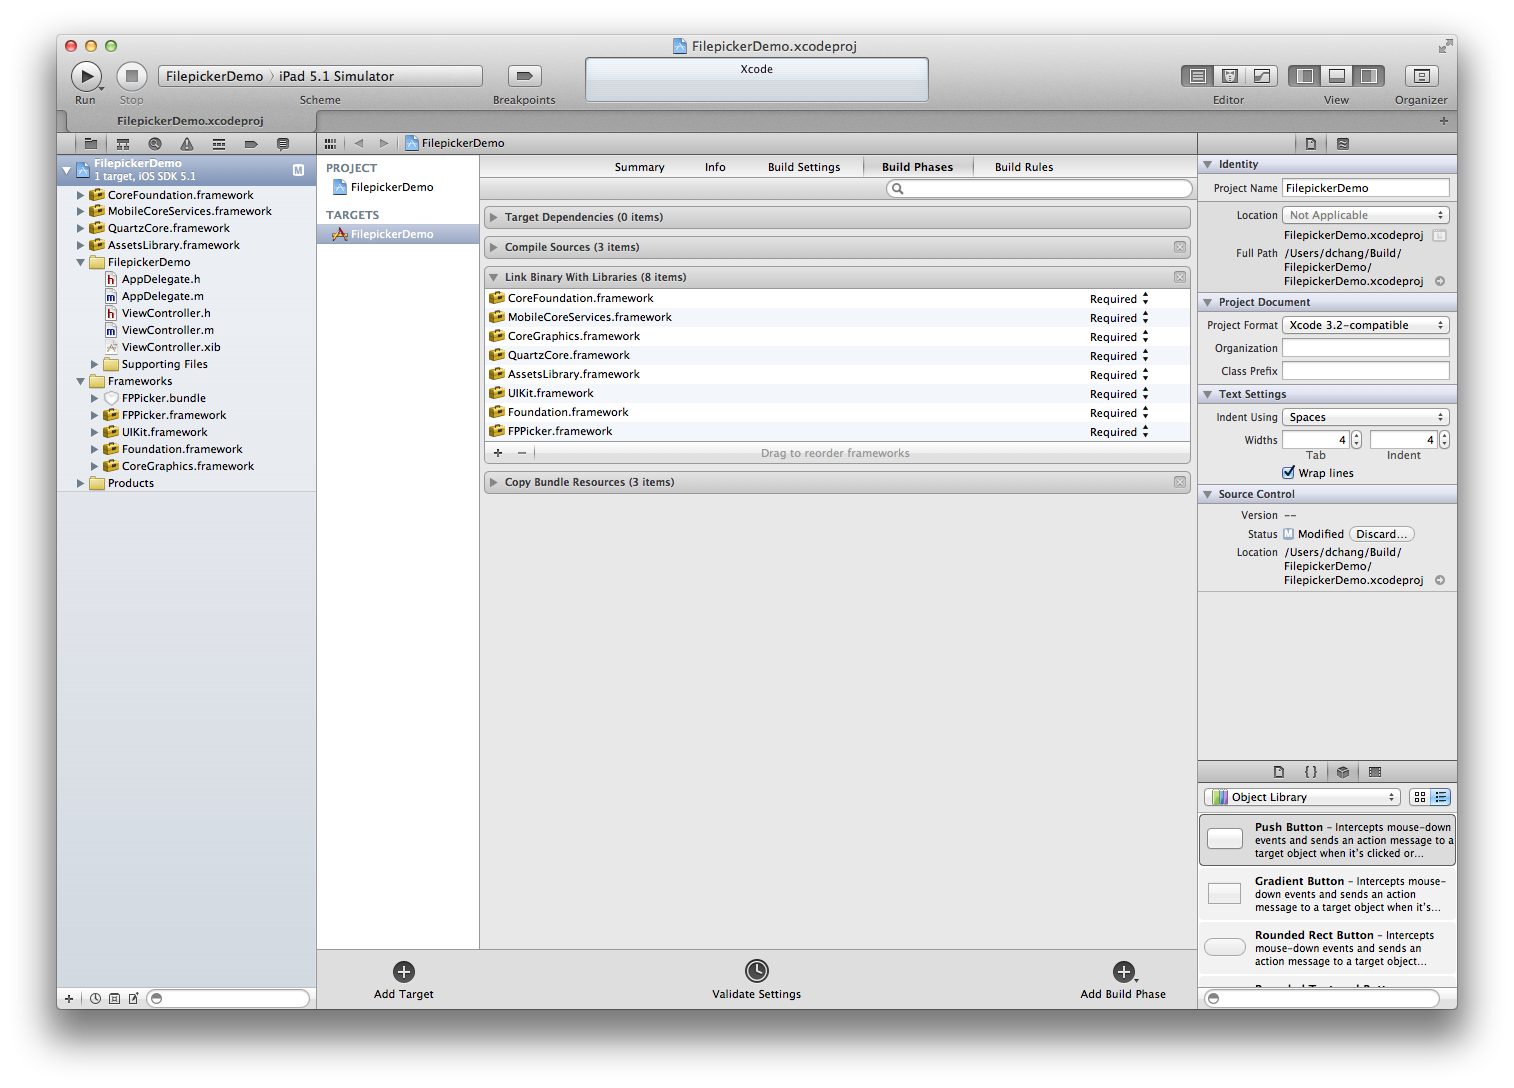 FilepickerDemo.xcodeproj
FilepickerDemo 〉 iPad 5.1 Simulator
Xcode
Run
Stop
Scheme
Breakpoints
Editor
View
Organizer
FilepickerDemo.xcodeproj
+
FilepickerDemo
FilepickerDemo
1 target, iOS SDK 5.1
M
CoreFoundation.framework
MobileCoreServices.framework
QuartzCore.framework
AssetsLibrary.framework
FilepickerDemo
h AppDelegate.h
m AppDelegate.m
h ViewController.h
m ViewController.m
ViewController.xib
Supporting Files
Frameworks
FPPicker.bundle
FPPicker.framework
UIKit.framework
Foundation.framework
CoreGraphics.framework
Products
PROJECT
FilepickerDemo
TARGETS
FilepickerDemo
Summary
Info
Build Settings
Build Phases
Build Rules
Target Dependencies (0 items)
Compile Sources (3 items)
Link Binary With Libraries (8 items)
CoreFoundation.framework Required
MobileCoreServices.framework Required
CoreGraphics.framework Required
QuartzCore.framework Required
AssetsLibrary.framework Required
UIKit.framework Required
Foundation.framework Required
FPPicker.framework Required
+ − Drag to reorder frameworks
Copy Bundle Resources (3 items)
Add Target
Validate Settings
Add Build Phase
Identity
Project Name FilepickerDemo
Location Not Applicable
FilepickerDemo.xcodeproj
Full Path /Users/dchang/Build/
FilepickerDemo/
FilepickerDemo.xcodeproj
Project Document
Project Format Xcode 3.2-compatible
Organization
Class Prefix
Text Settings
Indent Using Spaces
Widths 4 4
Tab Indent
Wrap lines
Source Control
Version --
Status M Modified Discard...
Location /Users/dchang/Build/
FilepickerDemo/
FilepickerDemo.xcodeproj
{ }
Object Library
Push Button - Intercepts mouse-down
events and sends an action message to a
target object when it's clicked or...
Gradient Button - Intercepts mouse-
down events and sends an action
message to a target object when it's...
Rounded Rect Button - Intercepts
mouse-down events and sends an
action message to a target object...